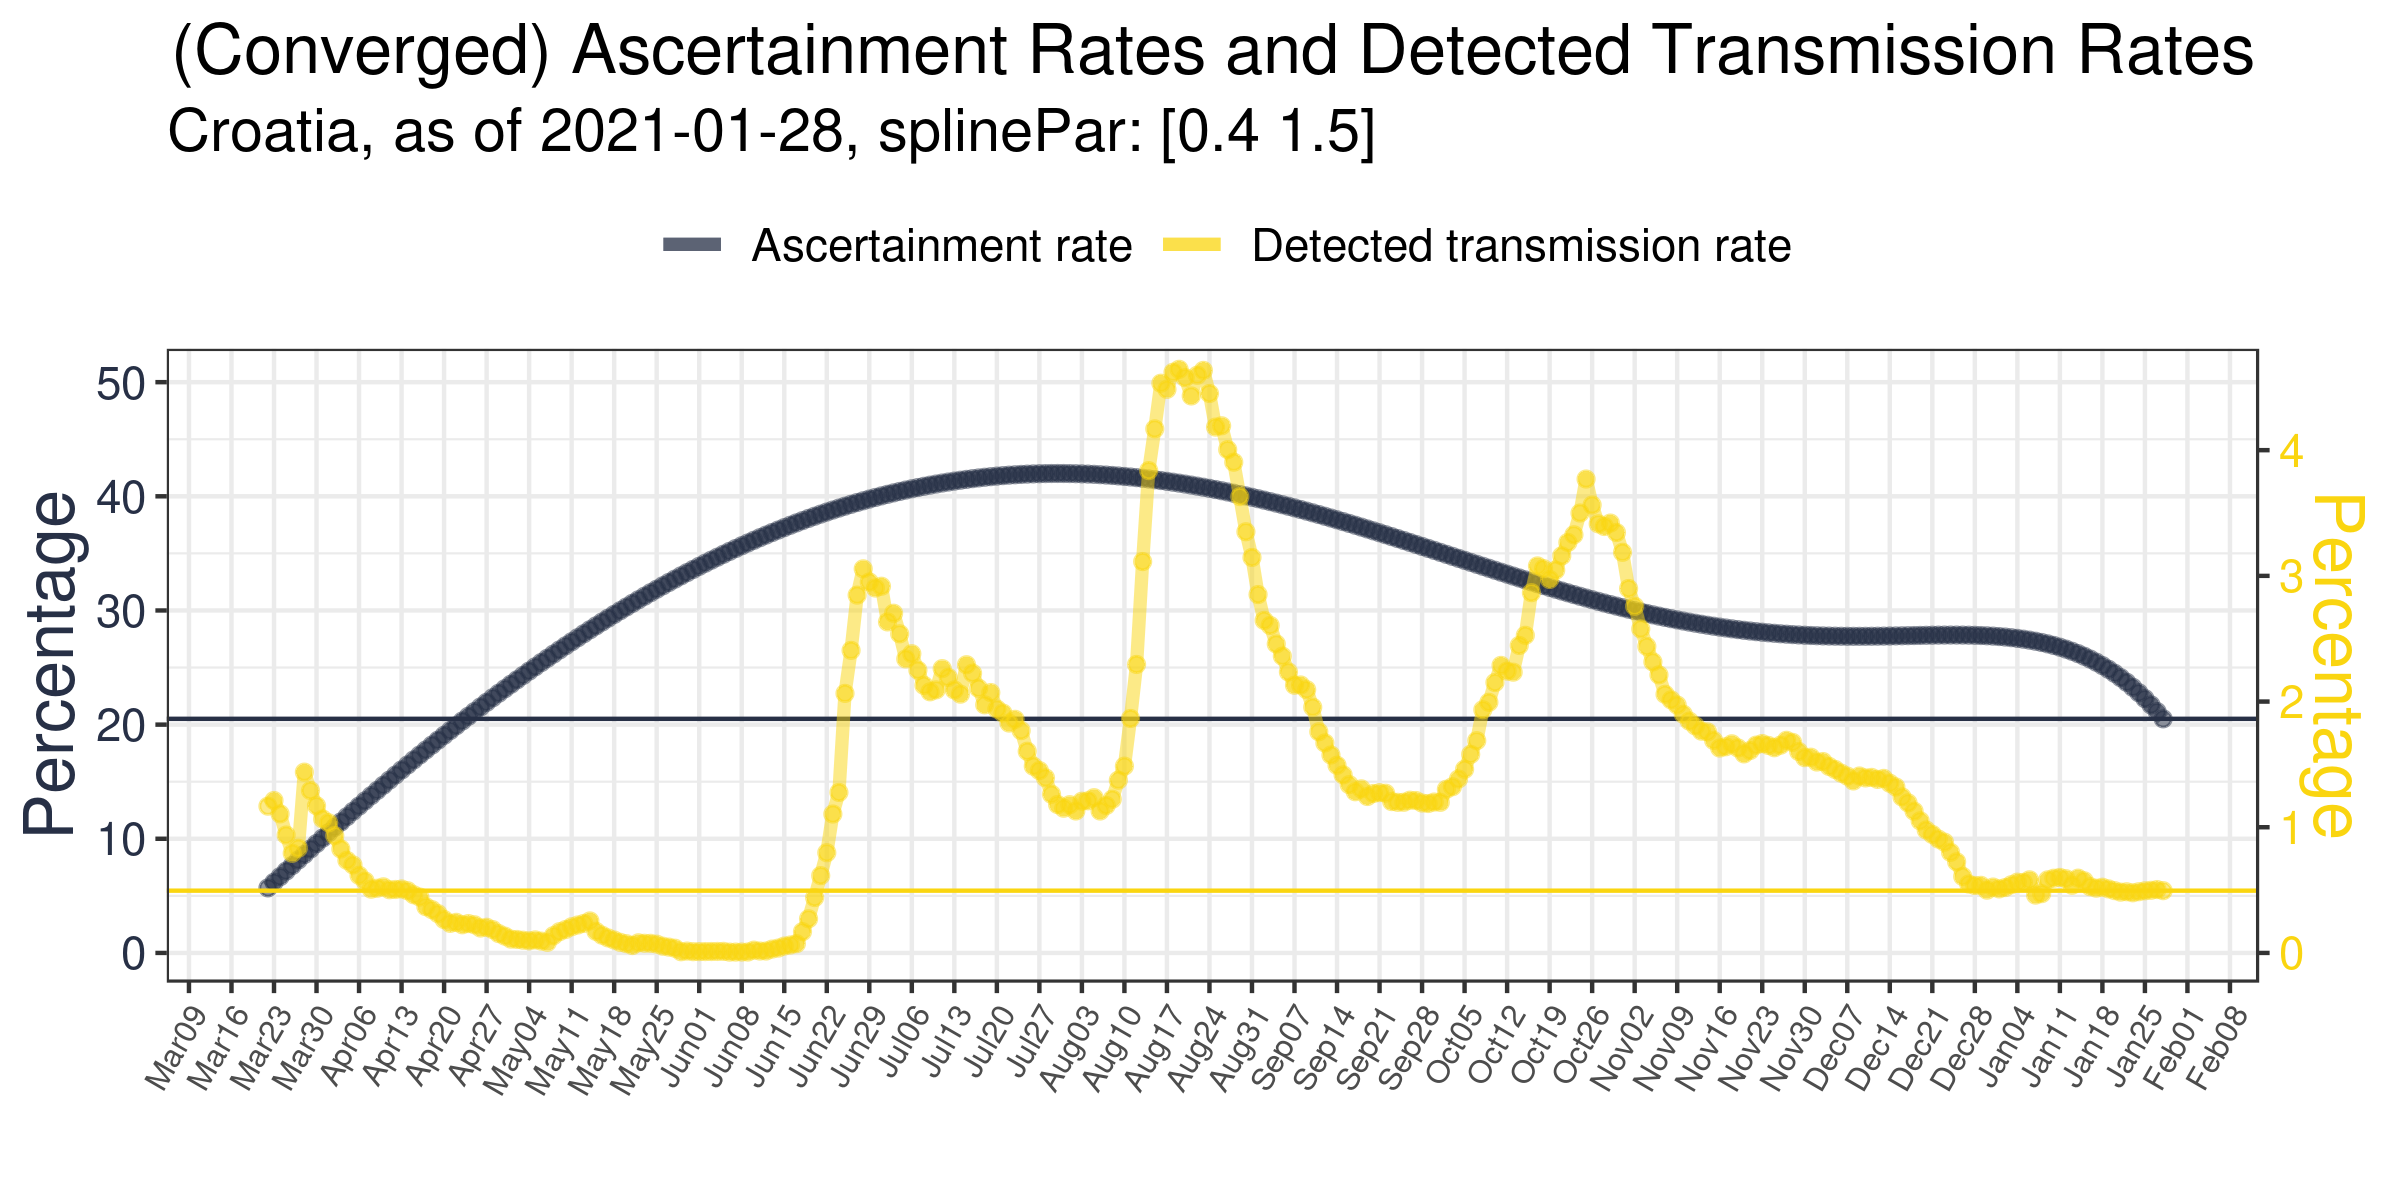 (Converged) Ascertainment Rates and Detected Transmission Rates
Croatia, as of 2021-01-28, splinePar: [0.4 1.5]
Ascertainment rate
Detected transmission rate
Percentage
50
40
30
20
10
0
4
3
2
1
0
Percentage
Mar09
Mar16
Mar23
Mar30
Apr06
Apr13
Apr20
Apr27
May04
May11
May18
May25
Jun01
Jun08
Jun15
Jun22
Jun29
Jul06
Jul13
Jul20
Jul27
Aug03
Aug10
Aug17
Aug24
Aug31
Sep07
Sep14
Sep21
Sep28
Oct05
Oct12
Oct19
Oct26
Nov02
Nov09
Nov16
Nov23
Nov30
Dec07
Dec14
Dec21
Dec28
Jan04
Jan11
Jan18
Jan25
Feb01
Feb08